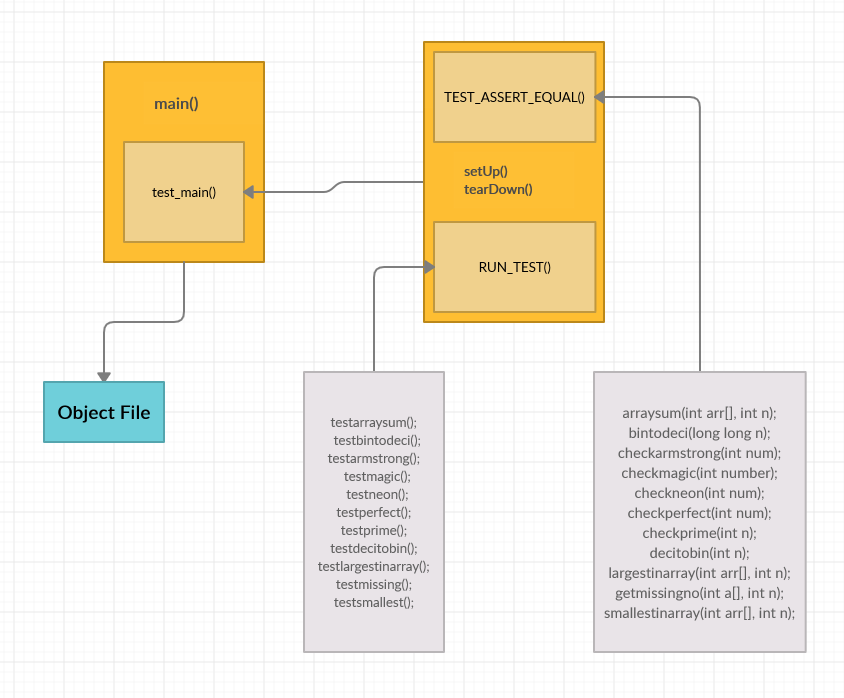 main()
test_main()
TEST_ASSERT_EQUAL()
setUp()
tearDown()
RUN_TEST()
Object File
testarraysum();
testbintodeci();
testarmstrong();
testmagic();
testneon();
testperfect();
testprime();
testdecitobin();
testlargestinarray();
testmissing();
testsmallest();
arraysum(int arr[], int n);
bintodeci(long long n);
checkarmstrong(int num);
checkmagic(int number);
checkneon(int num);
checkperfect(int num);
checkprime(int n);
decitobin(int n);
largestinarray(int arr[], int n);
getmissingno(int a[], int n);
smallestinarray(int arr[], int n);